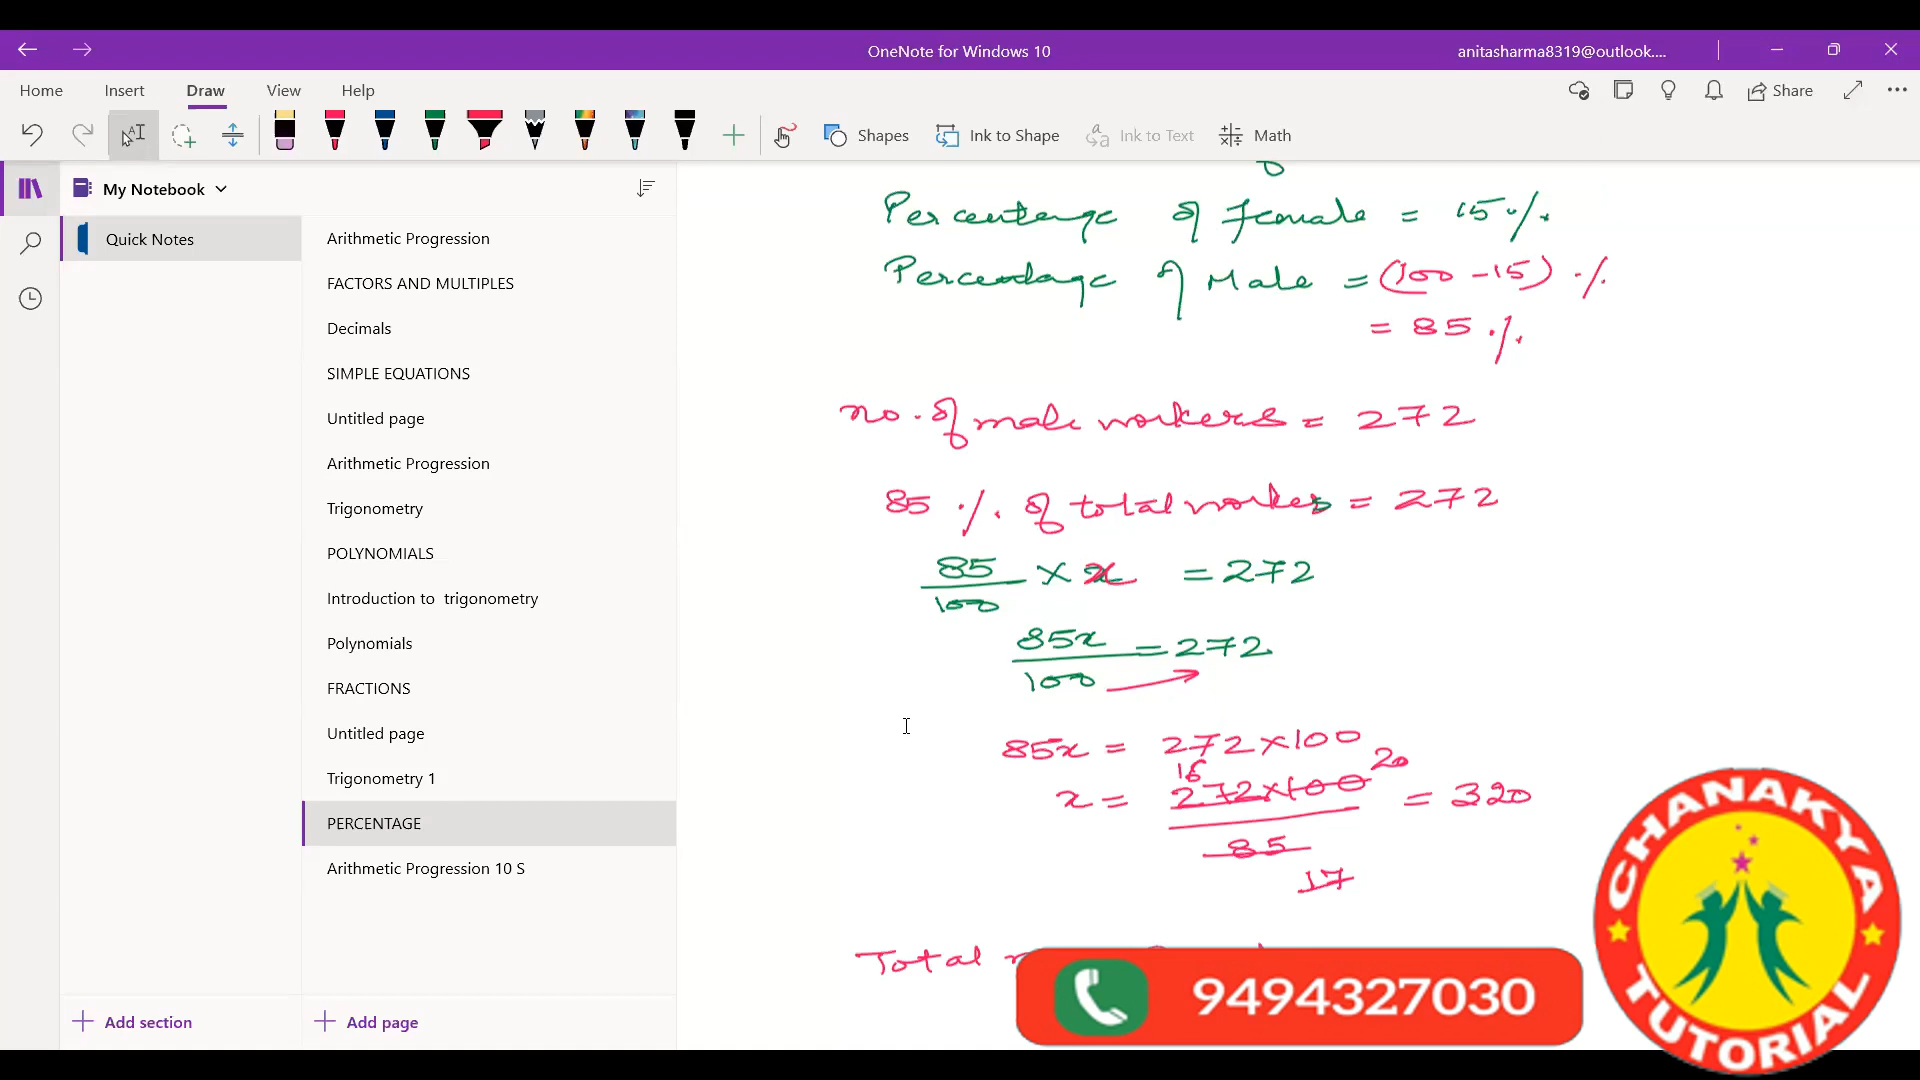 OneNote for Windows 10
anitasharma8319@outlook....
Home Insert Draw View Help
Share
Shapes Ink to Shape Ink to Text Math
My Notebook
Quick Notes
Arithmetic Progression
FACTORS AND MULTIPLES
Decimals
SIMPLE EQUATIONS
Untitled page
Arithmetic Progression
Trigonometry
POLYNOMIALS
Introduction to trigonometry
Polynomials
FRACTIONS
Untitled page
Trigonometry 1
PERCENTAGE
Arithmetic Progression 10 S
Add section
Add page
Percentage of female = 15%
Percentage of Male = (100 - 15) %
= 85 %
no. of male workers = 272
85 % of total workers = 272
85/100 × x = 272
85x/100 = 272
85x = 272×100
16 20
x = 272×100/85 = 320
17
Total
9494327030
CHANAKYA
TUTORIAL